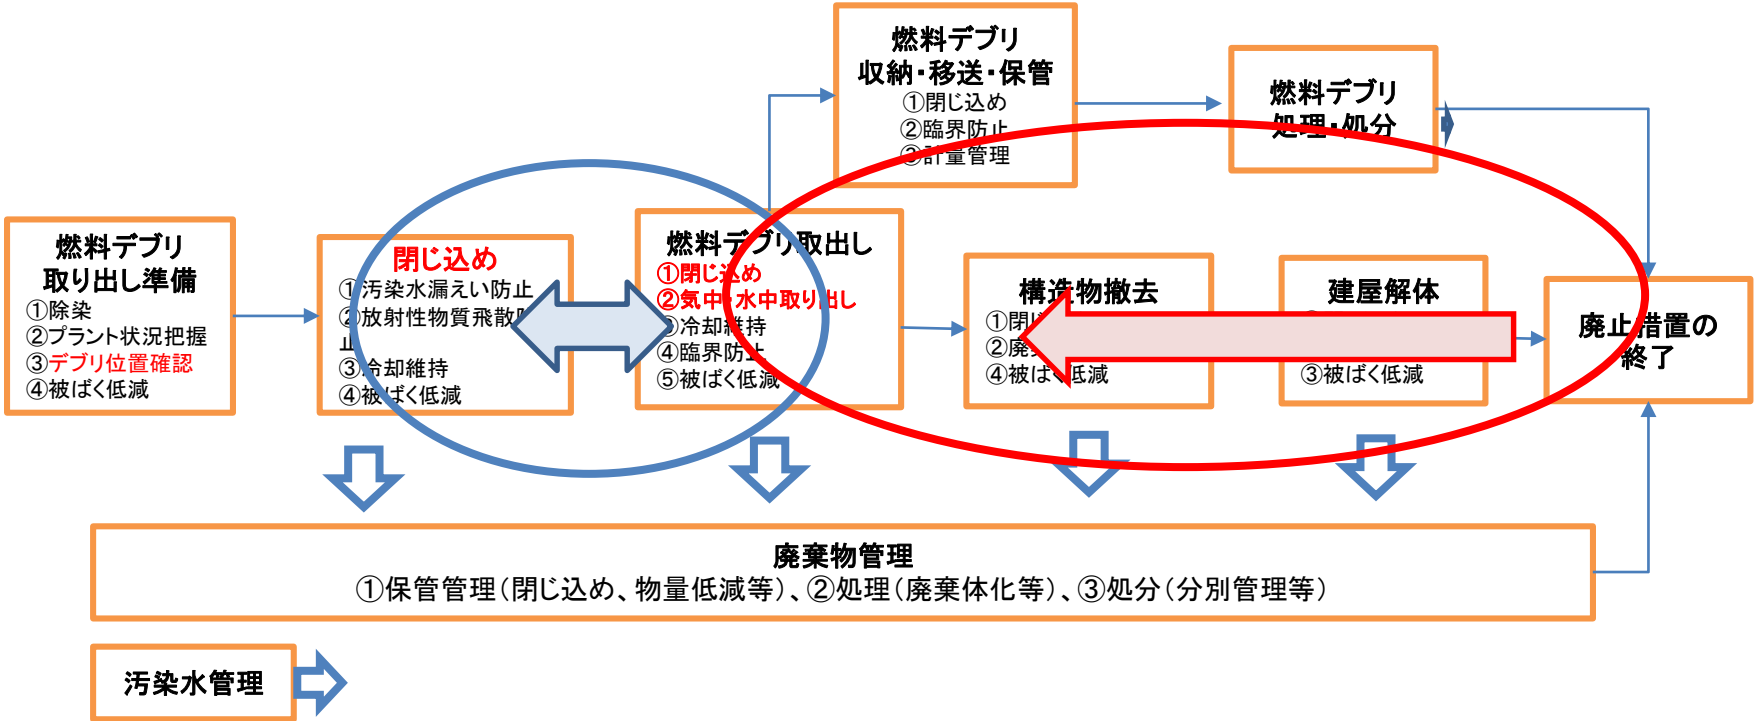 燃料デブリ
取り出し準備
①除染
②プラント状況把握
③デブリ位置確認
④被ばく低減
閉じ込め
①汚染水漏えい防止
②放射性物質飛散防
止
③冷却維持
④被ばく低減
燃料デブリ取出し
①閉じ込め
②気中・水中取り出し
③冷却維持
④臨界防止
⑤被ばく低減
燃料デブリ
収納・移送・保管
①閉じ込め
②臨界防止
③計量管理
燃料デブリ
処理・処分
構造物撤去
①閉じ
②廃
④被ばく低減
建屋解体
③被ばく低減
廃止措置の
終了
廃棄物管理
①保管管理(閉じ込め、物量低減等)、②処理(廃棄体化等)、③処分(分別管理等)
汚染水管理